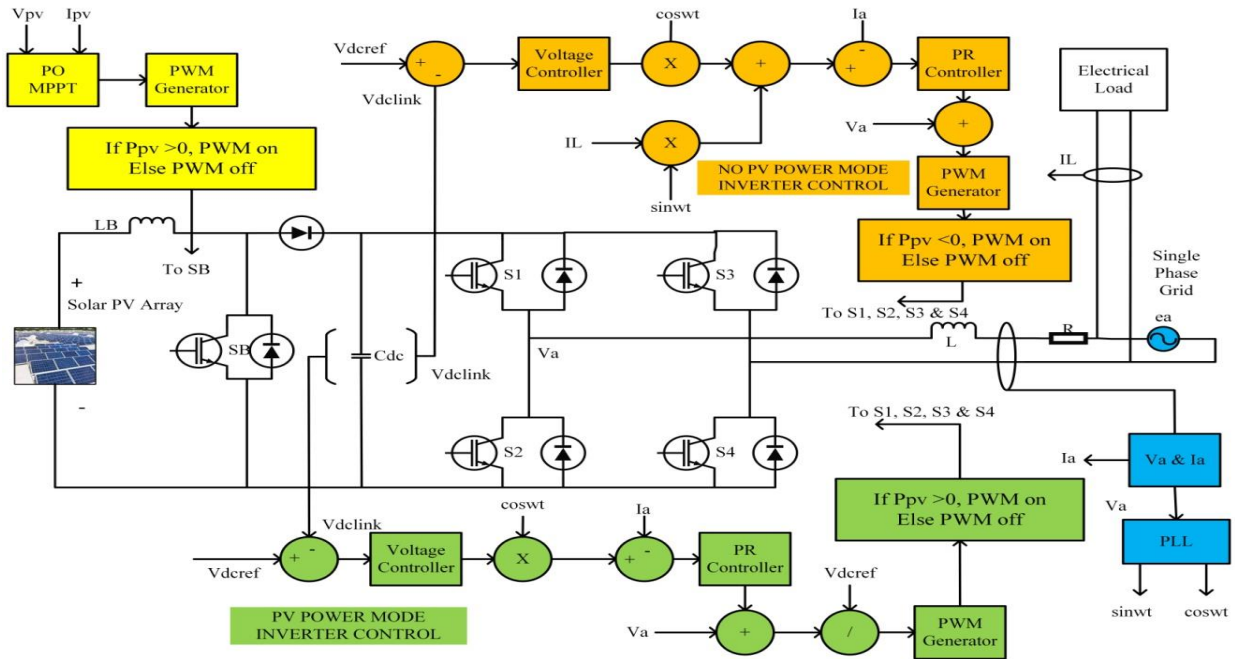 Vpv
Ipv
PO
MPPT
PWM
Generator
If Ppv >0, PWM on
Else PWM off
To SB
Vdcref
+
-
Vdclink
Voltage
Controller
coswt
X
+
Ia
-
+
PR
Controller
Va
+
IL
X
sinwt
NO PV POWER MODE
INVERTER CONTROL
PWM
Generator
If Ppv <0, PWM on
Else PWM off
To S1, S2, S3 & S4
Electrical
Load
IL
Single
Phase
Grid
ea
LB
+
Solar PV Array
-
SB
Cdc
Vdclink
S1
S3
Va
S2
S4
L
R
To S1, S2, S3 & S4
Ia
Va & Ia
Va
PLL
sinwt
coswt
If Ppv >0, PWM on
Else PWM off
Vdclink
Vdcref
+
-
Voltage
Controller
coswt
X
Ia
+
-
PR
Controller
Va
+
Vdcref
/
PWM
Generator
PV POWER MODE
INVERTER CONTROL